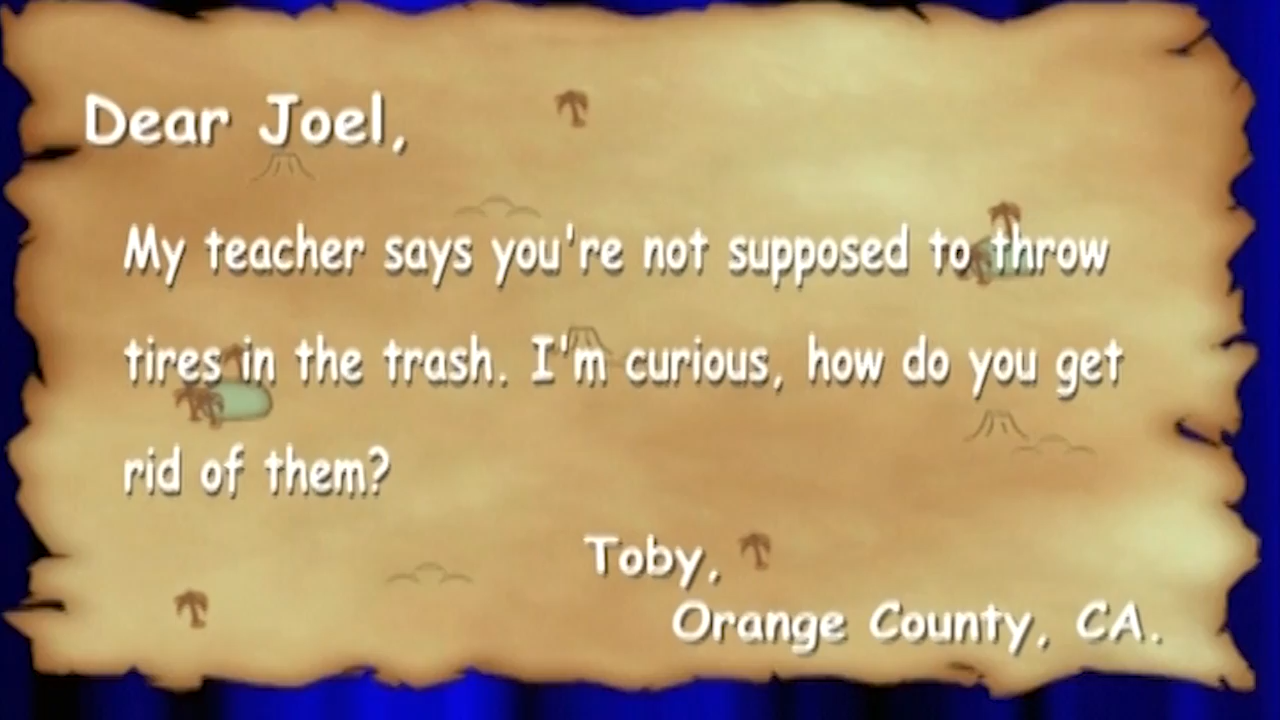 Dear Joel,
My teacher says you're not supposed to throw
tires in the trash. I'm curious, how do you get
rid of them?
Toby,
Orange County, CA.